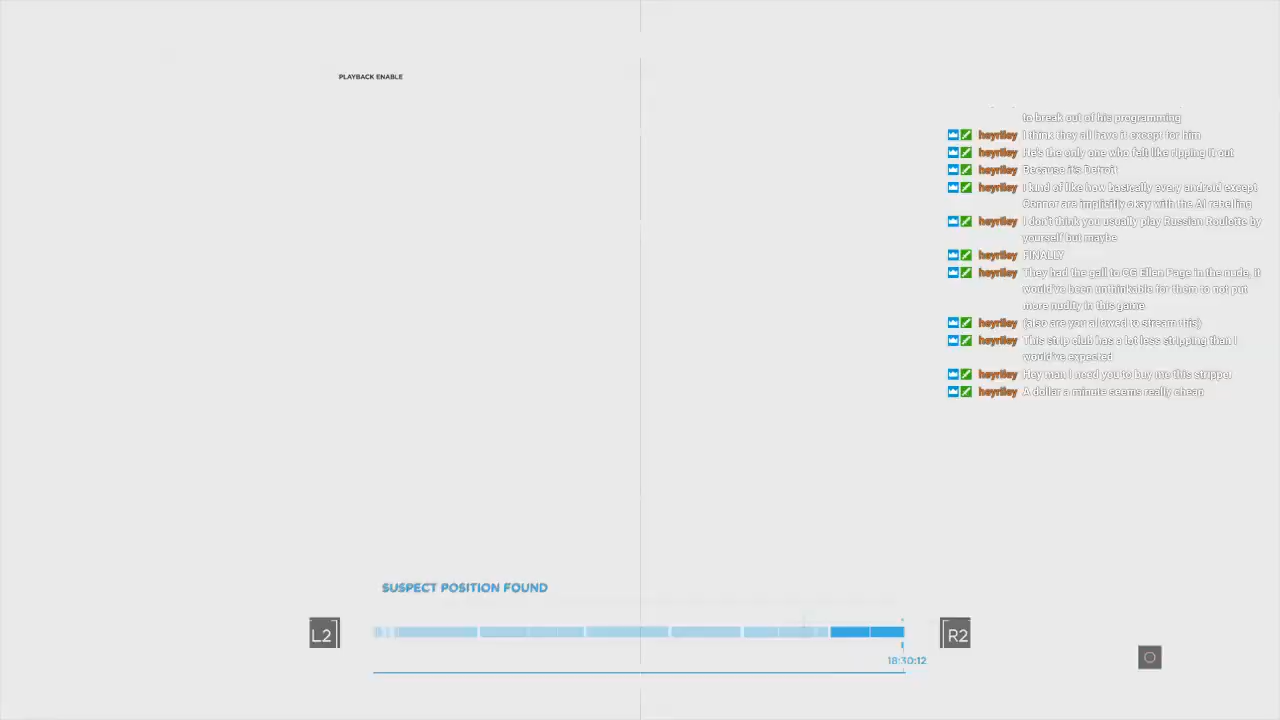 PLAYBACK ENABLE
to break out of his programming
heyriley I think they all have it except for him
heyriley He's the only one who felt like ripping it out
heyriley Because it's Detroit
heyriley I kind of like how basically every android except
Connor are implicitly okay with the AI rebelling
heyriley I don't think you usually play Russian Roulette by
yourself but maybe
heyriley FINALLY
heyriley They had the gall to CG Ellen Page in the nude, it
would've been unthinkable for them to not put
more nudity in this game
heyriley (also are you allowed to stream this)
heyriley This strip club has a lot less stripping than I
would've expected
heyriley Hey man I need you to buy me this stripper
heyriley A dollar a minute seems really cheap
SUSPECT POSITION FOUND
L2
R2
18:30:12